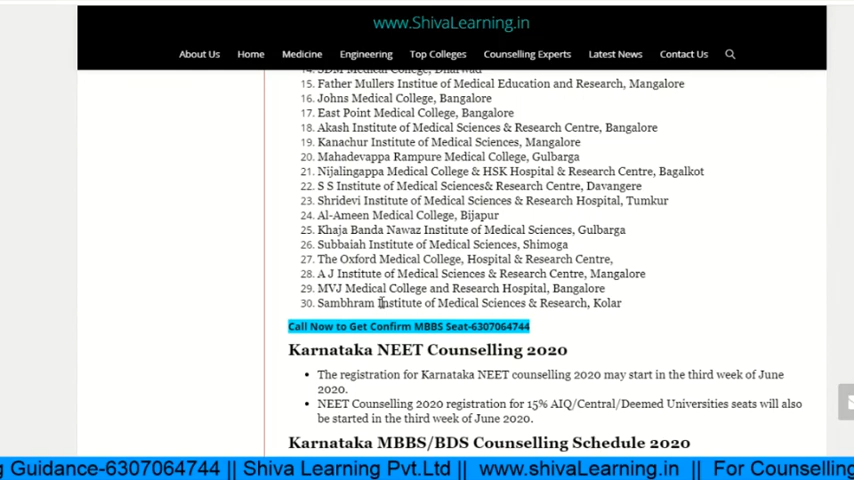 www.ShivaLearning.in
About Us Home Medicine Engineering Top Colleges Counselling Experts Latest News Contact Us
14. SDM Medical College, Dharwad
15. Father Mullers Institue of Medical Education and Research, Mangalore
16. Johns Medical College, Bangalore
17. East Point Medical College, Bangalore
18. Akash Institute of Medical Sciences & Research Centre, Bangalore
19. Kanachur Institute of Medical Sciences, Mangalore
20. Mahadevappa Rampure Medical College, Gulbarga
21. Nijalingappa Medical College & HSK Hospital & Research Centre, Bagalkot
22. S S Institute of Medical Sciences& Research Centre, Davangere
23. Shridevi Institute of Medical Sciences & Research Hospital, Tumkur
24. Al-Ameen Medical College, Bijapur
25. Khaja Banda Nawaz Institute of Medical Sciences, Gulbarga
26. Subbaiah Institute of Medical Sciences, Shimoga
27. The Oxford Medical College, Hospital & Research Centre,
28. A J Institute of Medical Sciences & Research Centre, Mangalore
29. MVJ Medical College and Research Hospital, Bangalore
30. Sambhram Institute of Medical Sciences & Research, Kolar
Call Now to Get Confirm MBBS Seat-6307064744
Karnataka NEET Counselling 2020
• The registration for Karnataka NEET counselling 2020 may start in the third week of June
2020.
• NEET Counselling 2020 registration for 15% AIQ/Central/Deemed Universities seats will also
be started in the third week of June 2020.
Karnataka MBBS/BDS Counselling Schedule 2020
g Guidance-6307064744 || Shiva Learning Pvt.Ltd || www.shivaLearning.in || For Counselling